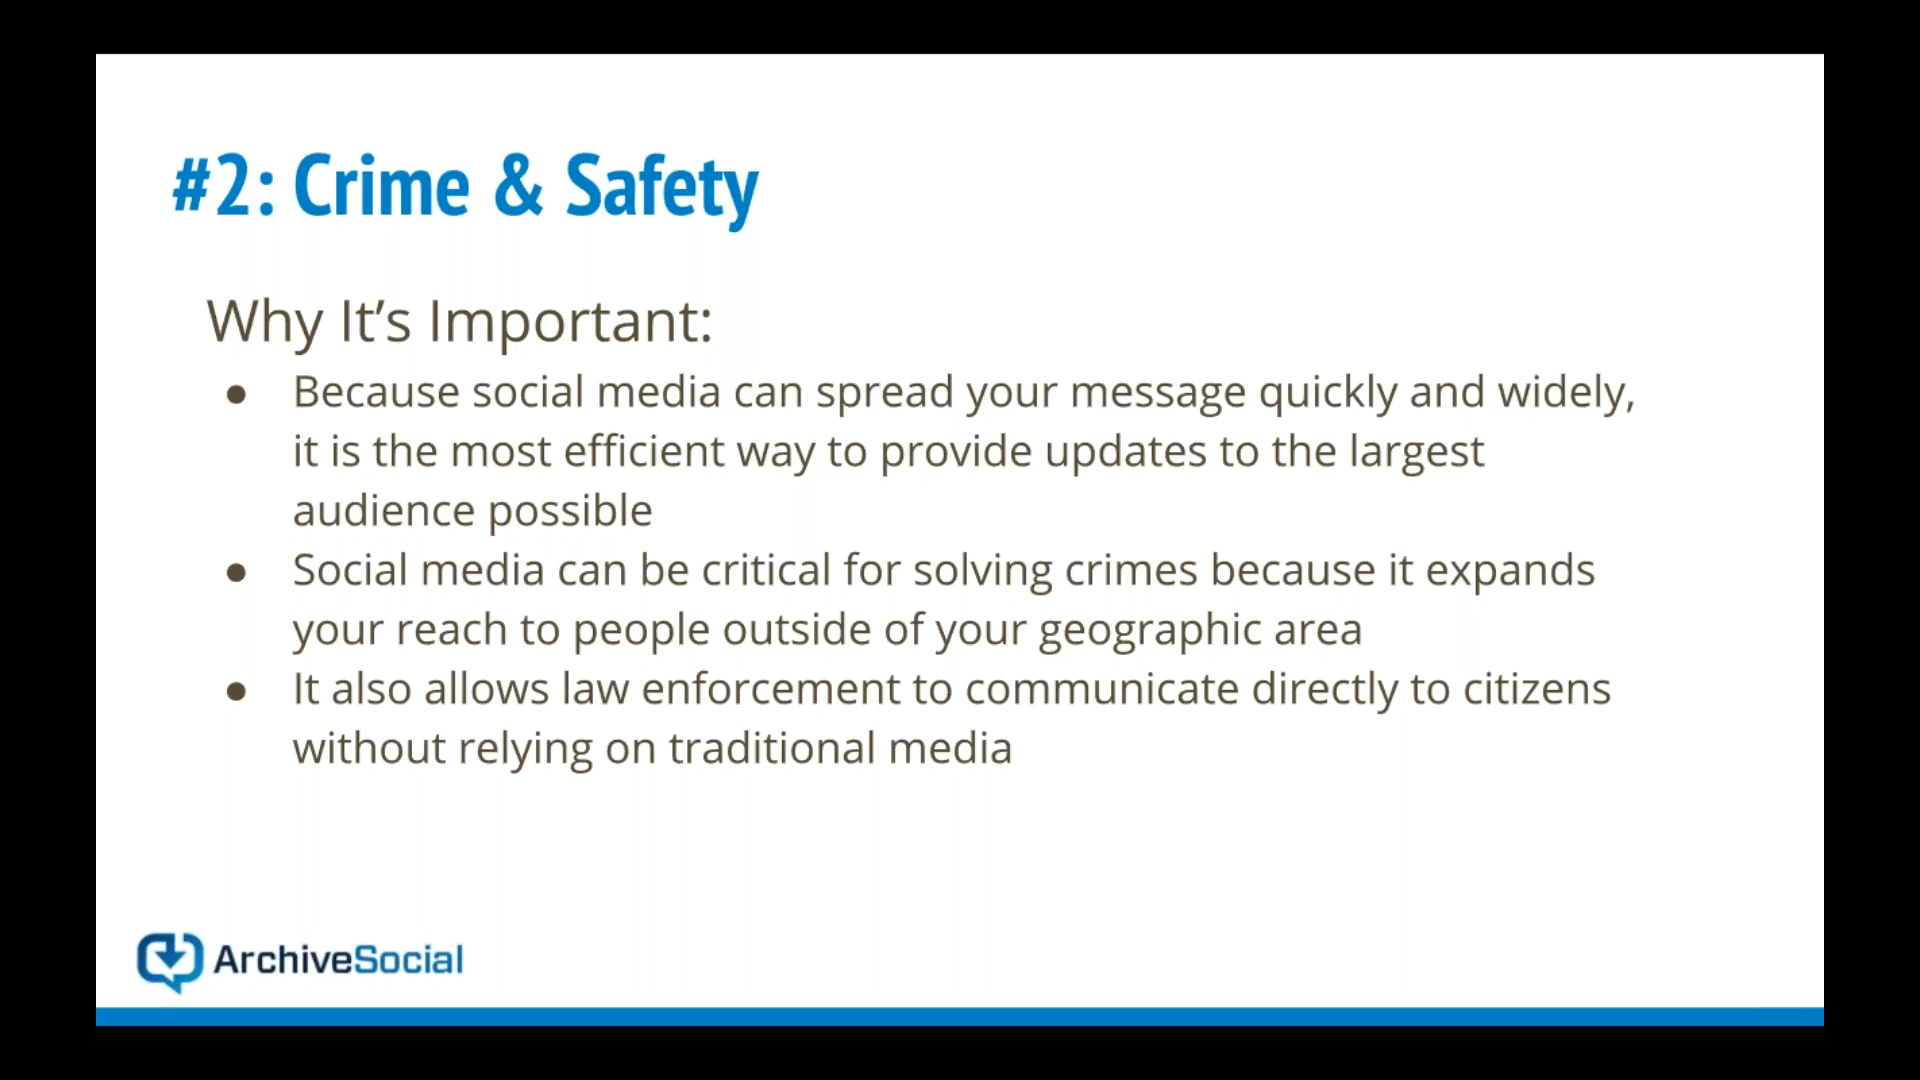 #2: Crime & Safety
Why It’s Important:
● Because social media can spread your message quickly and widely,
it is the most efficient way to provide updates to the largest
audience possible
● Social media can be critical for solving crimes because it expands
your reach to people outside of your geographic area
● It also allows law enforcement to communicate directly to citizens
without relying on traditional media
ArchiveSocial